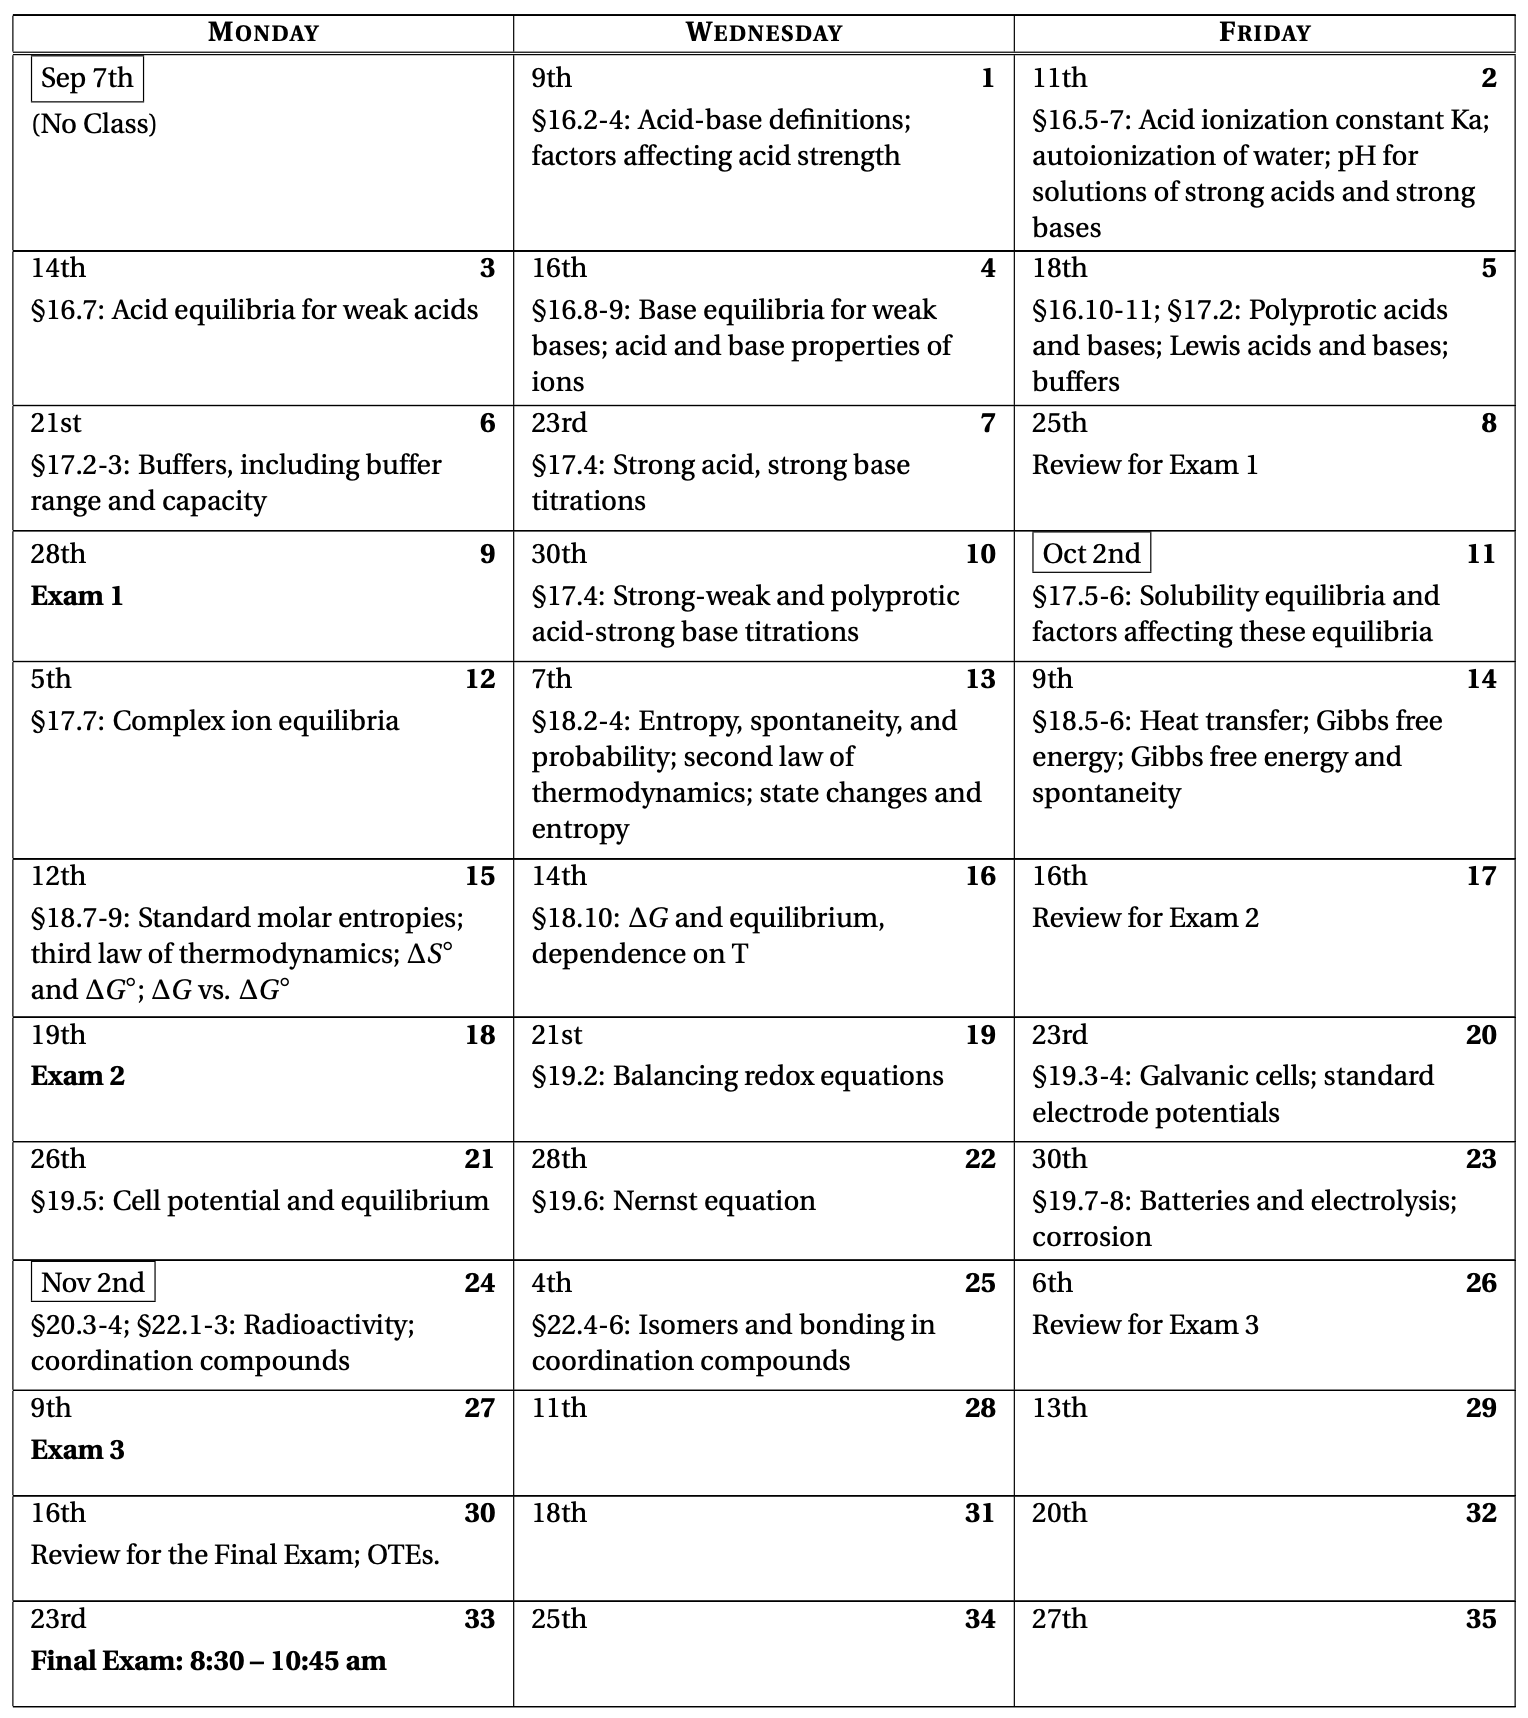 MONDAY WEDNESDAY FRIDAY
Sep 7th
(No Class)
9th 1
§16.2-4: Acid-base definitions;
factors affecting acid strength
11th 2
§16.5-7: Acid ionization constant Ka;
autoionization of water; pH for
solutions of strong acids and strong
bases
14th 3
§16.7: Acid equilibria for weak acids
16th 4
§16.8-9: Base equilibria for weak
bases; acid and base properties of
ions
18th 5
§16.10-11; §17.2: Polyprotic acids
and bases; Lewis acids and bases;
buffers
21st 6
§17.2-3: Buffers, including buffer
range and capacity
23rd 7
§17.4: Strong acid, strong base
titrations
25th 8
Review for Exam 1
28th 9
Exam 1
30th 10
§17.4: Strong-weak and polyprotic
acid-strong base titrations
Oct 2nd 11
§17.5-6: Solubility equilibria and
factors affecting these equilibria
5th 12
§17.7: Complex ion equilibria
7th 13
§18.2-4: Entropy, spontaneity, and
probability; second law of
thermodynamics; state changes and
entropy
9th 14
§18.5-6: Heat transfer; Gibbs free
energy; Gibbs free energy and
spontaneity
12th 15
§18.7-9: Standard molar entropies;
third law of thermodynamics; ΔS°
and ΔG°; ΔG vs. ΔG°
14th 16
§18.10: ΔG and equilibrium,
dependence on T
16th 17
Review for Exam 2
19th 18
Exam 2
21st 19
§19.2: Balancing redox equations
23rd 20
§19.3-4: Galvanic cells; standard
electrode potentials
26th 21
§19.5: Cell potential and equilibrium
28th 22
§19.6: Nernst equation
30th 23
§19.7-8: Batteries and electrolysis;
corrosion
Nov 2nd 24
§20.3-4; §22.1-3: Radioactivity;
coordination compounds
4th 25
§22.4-6: Isomers and bonding in
coordination compounds
6th 26
Review for Exam 3
9th 27
Exam 3
11th 28
13th 29
16th 30
Review for the Final Exam; OTEs.
18th 31
20th 32
23rd 33
Final Exam: 8:30 – 10:45 am
25th 34
27th 35